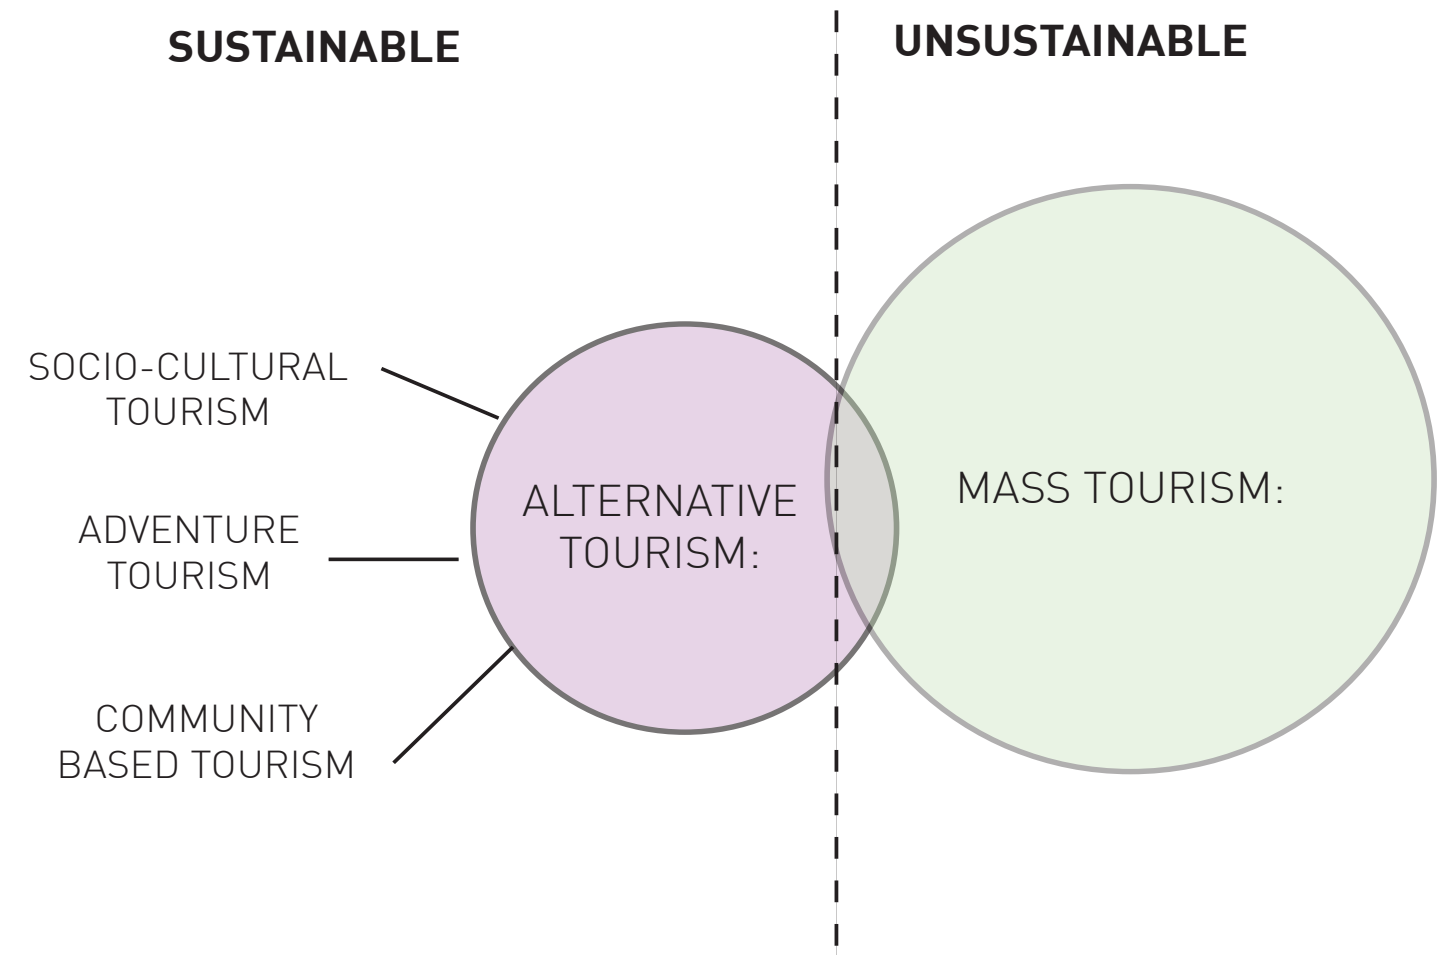 SUSTAINABLE
UNSUSTAINABLE
SOCIO-CULTURAL
TOURISM
ADVENTURE
TOURISM
COMMUNITY
BASED TOURISM
ALTERNATIVE
TOURISM:
MASS TOURISM: